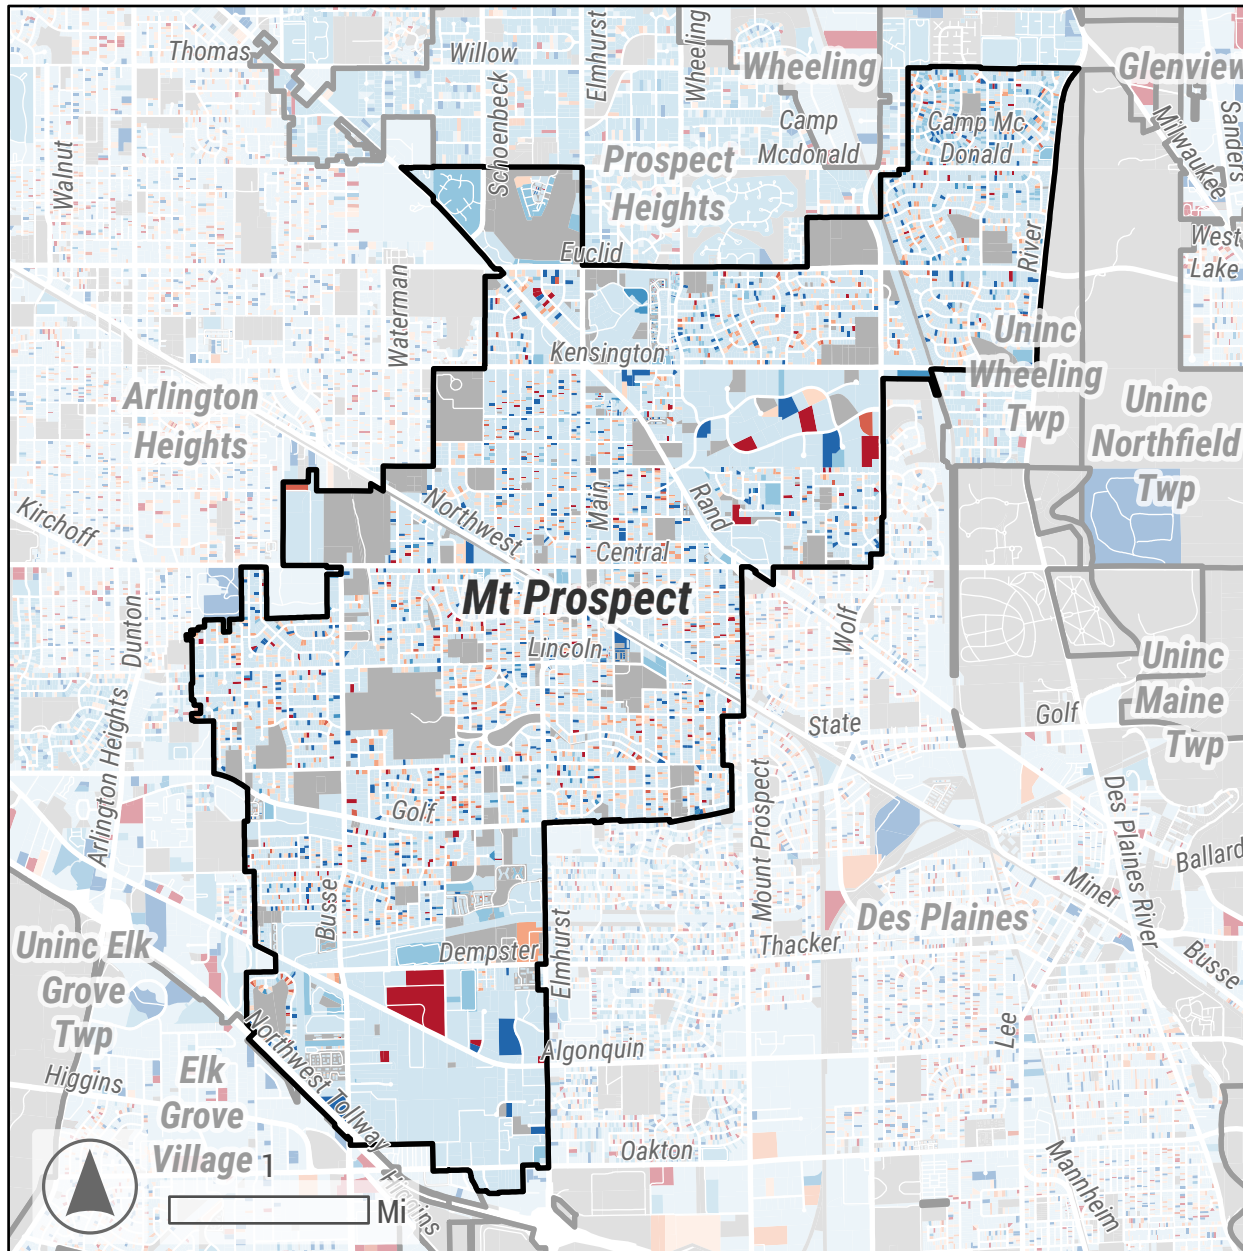 Thomas
Willow
Elmhurst
Wheeling
Wheeling
Glenview
Schoenbeck
Camp
Mcdonald
Camp Mc
Donald
Milwaukee
Sanders
Walnut
Prospect
Heights
Euclid
River
West
Lake
Waterman
Kensington
Uninc
Wheeling
Twp
Arlington
Heights
Uninc
Northfield
Twp
Kirchoff
Northwest
Main
Rand
Central
Mt Prospect
Dunton
Lincoln
Wolf
Uninc
Maine
Twp
State
Golf
Arlington Heights
Golf
Mount Prospect
Des Plaines River
Ballard
Miner
Busse
Des Plaines
Busse
Dempster
Thacker
Elmhurst
Uninc Elk
Grove
Twp
Northwest Tollway
Algonquin
Lee
Higgins
Elk
Grove
Village
Oakton
Mannheim
Higgins
1
Mi